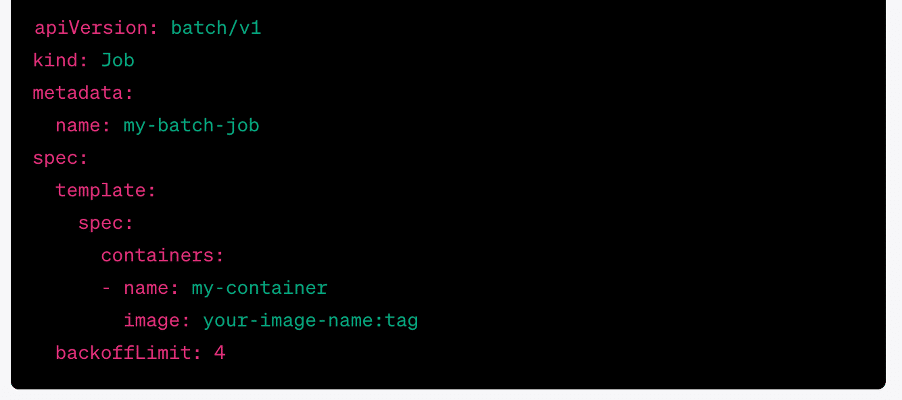 apiVersion: batch/v1
kind: Job
metadata:
  name: my-batch-job
spec:
  template:
    spec:
      containers:
      - name: my-container
        image: your-image-name:tag
  backoffLimit: 4